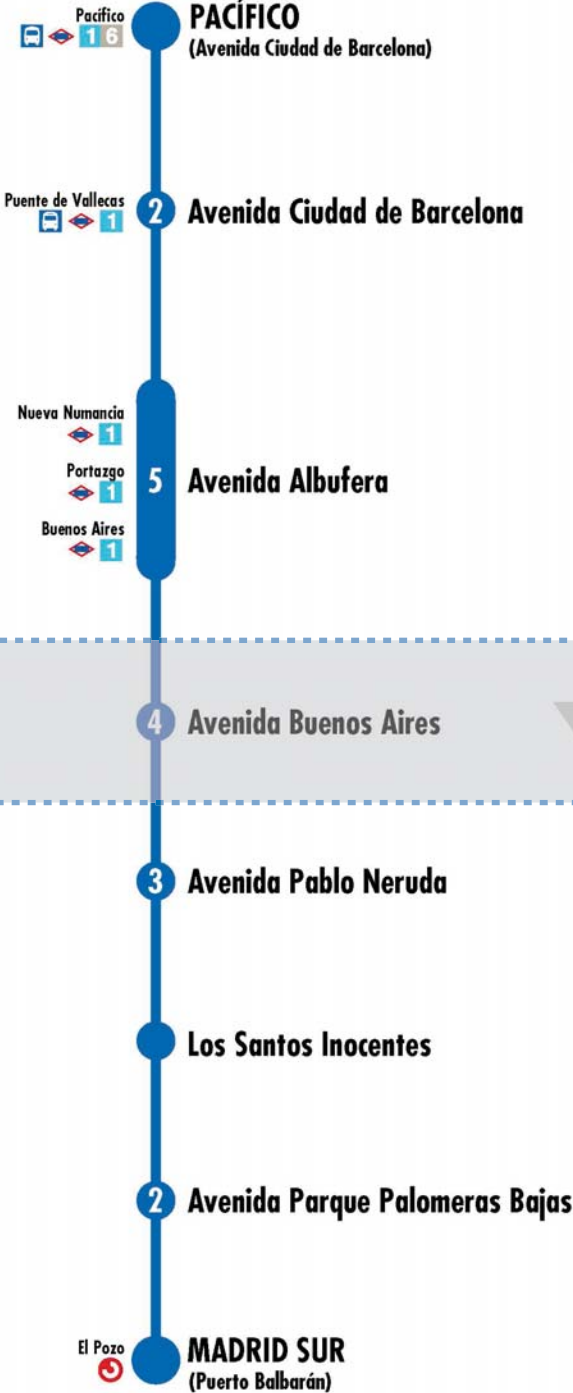 Pacífico
1 6
PACÍFICO
(Avenida Ciudad de Barcelona)
Puente de Vallecas
1
2 Avenida Ciudad de Barcelona
Nueva Numancia
1
Portazgo
1
5 Avenida Albufera
Buenos Aires
1
4 Avenida Buenos Aires
3 Avenida Pablo Neruda
Los Santos Inocentes
2 Avenida Parque Palomeras Bajas
El Pozo
MADRID SUR
(Puerto Balbarán)